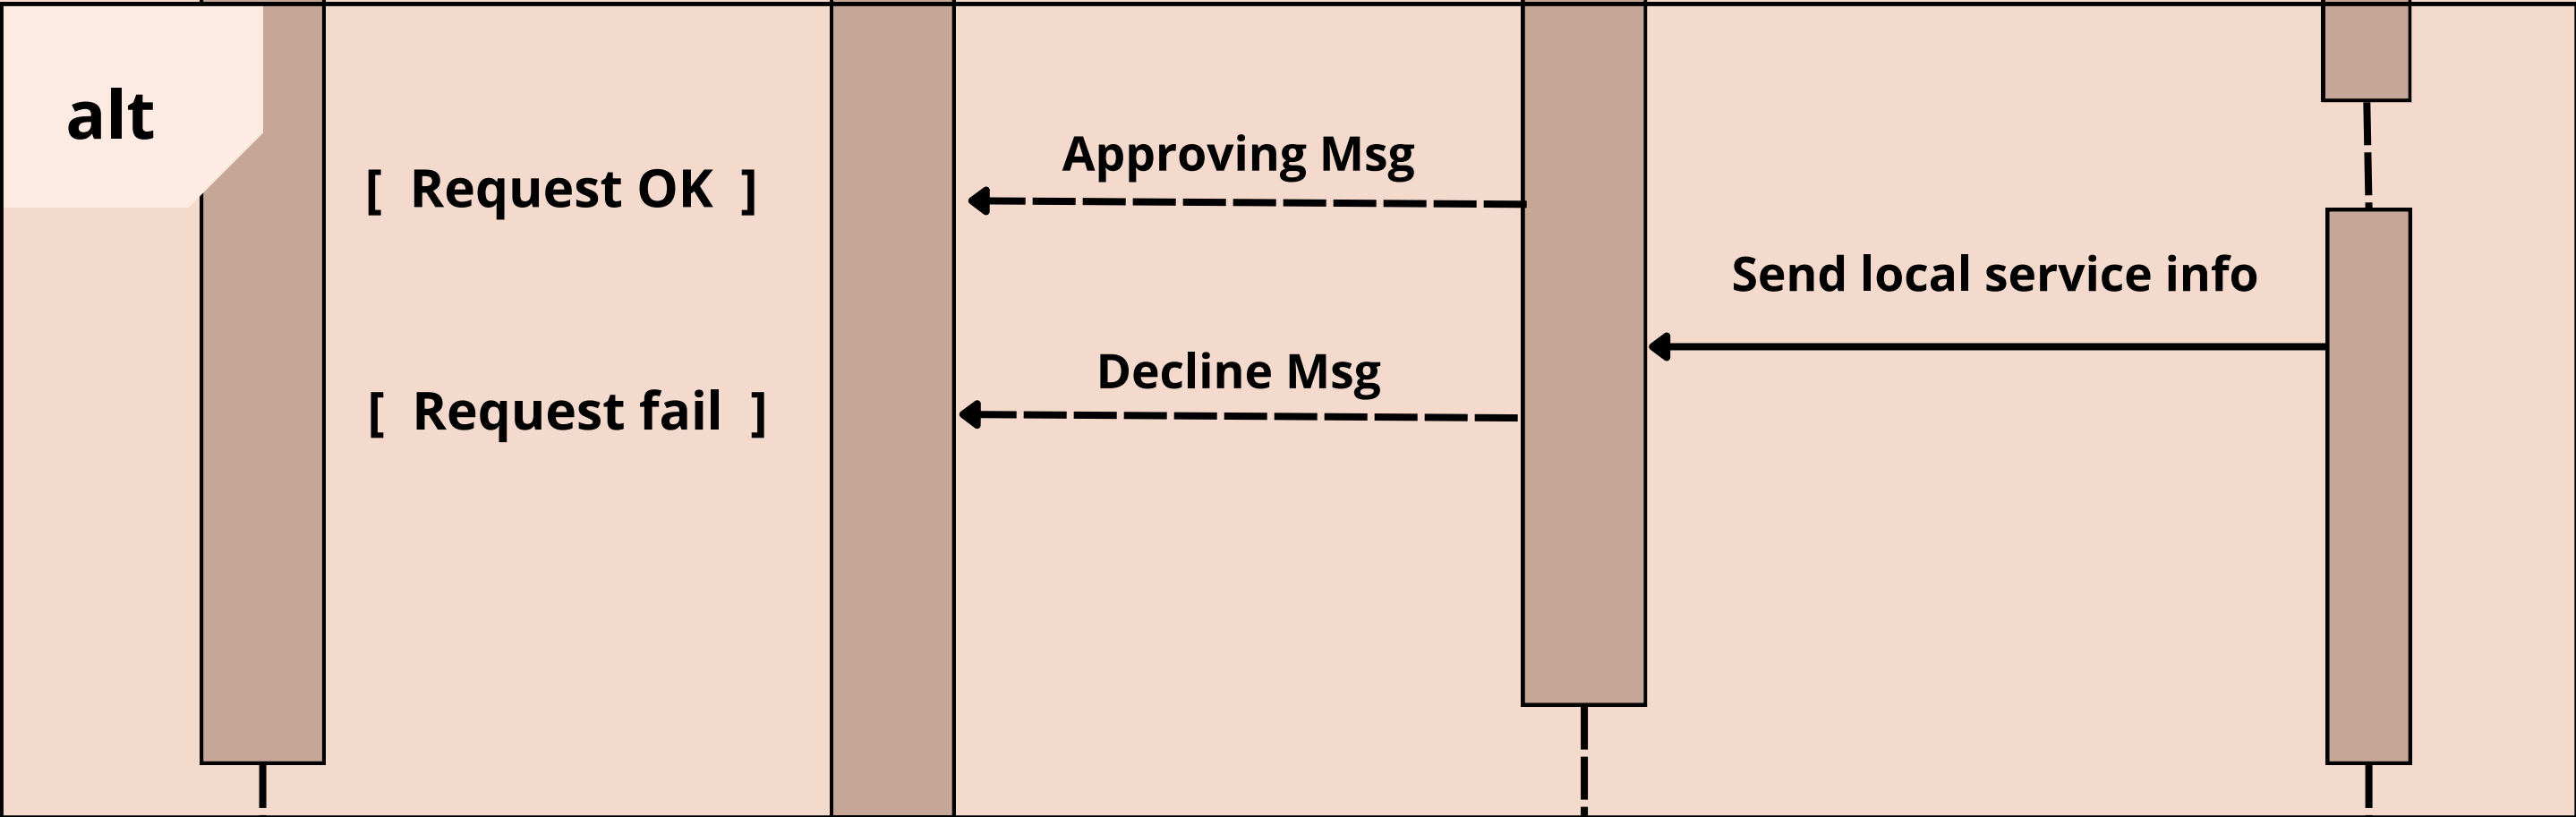 alt
Approving Msg
[ Request OK ]
Send local service info
Decline Msg
[ Request fail ]